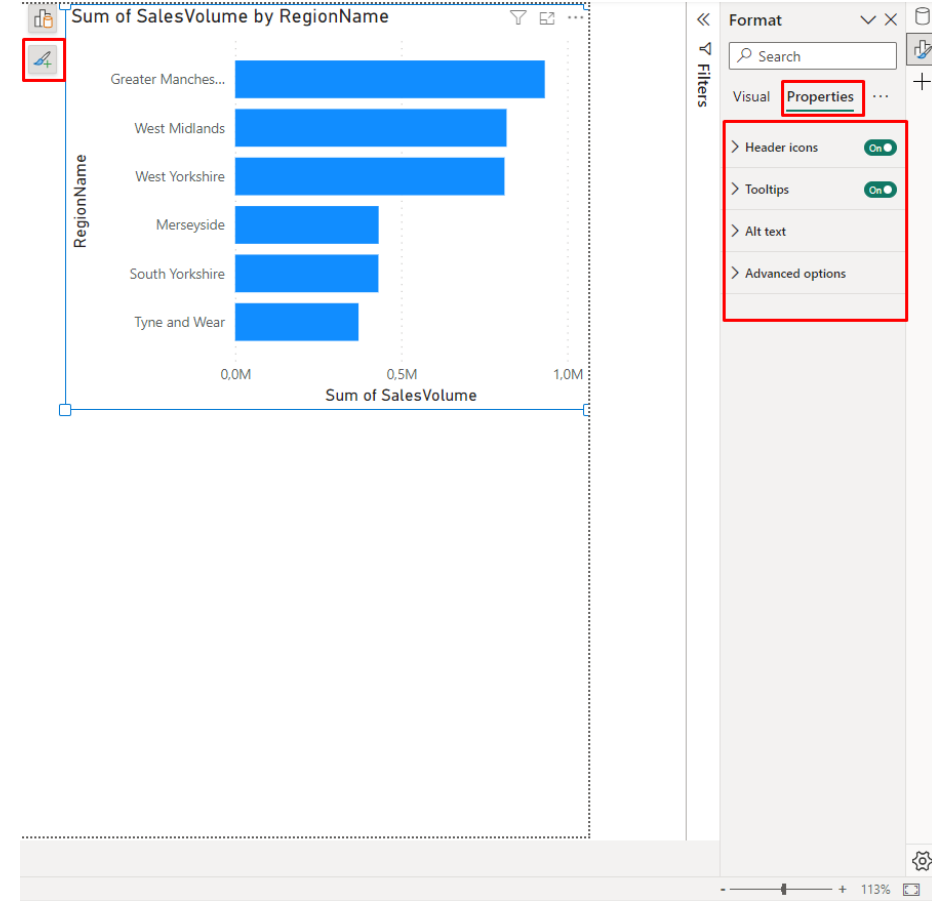 Sum of SalesVolume by RegionName
RegionName
Greater Manches...
West Midlands
West Yorkshire
Merseyside
South Yorkshire
Tyne and Wear
0,0M 0,5M 1,0M
Sum of SalesVolume
Filters
Format
Search
Visual Properties ...
Header icons On
Tooltips On
Alt text
Advanced options
- + 113%